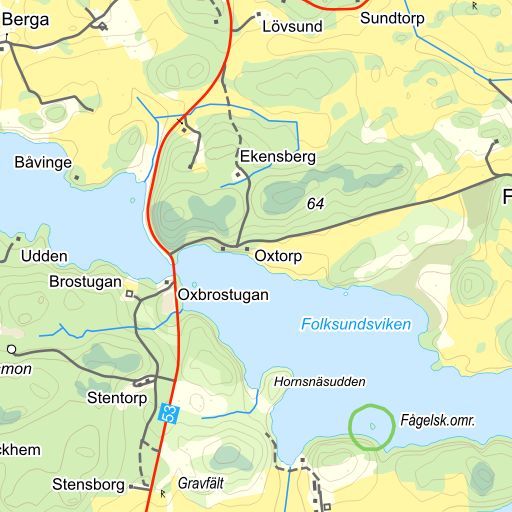 Berga
Lövsund
Sundtorp
Båvinge
Ekensberg
64
F
Udden
Oxtorp
Brostugan
Oxbrostugan
Folksundsviken
mon
Hornsnäsudden
Stentorp
53
Fågelsk.omr.
ckhem
Stensborg
Gravfält
R
R